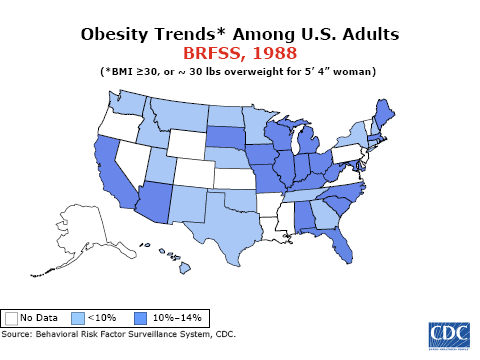 Obesity Trends* Among U.S. Adults
BRFSS, 1988
(*BMI ≥30, or ~ 30 lbs overweight for 5’ 4” woman)
No Data <10% 10%–14%
Source: Behavioral Risk Factor Surveillance System, CDC.
CDC